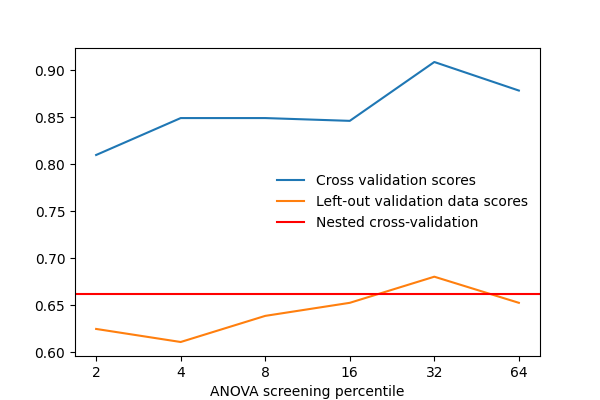 0.90
0.85
0.80
0.75
0.70
0.65
0.60
Cross validation scores
Left-out validation data scores
Nested cross-validation
2 4 8 16 32 64
ANOVA screening percentile